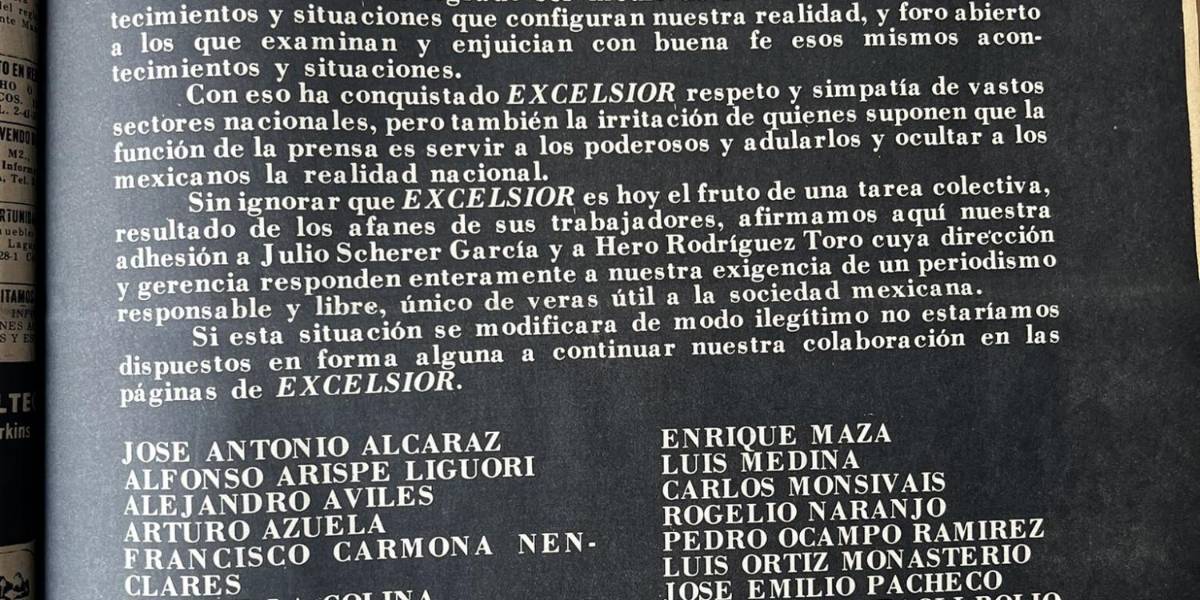 tecimientos y situaciones que configuran nuestra realidad, y foro abierto
a los que examinan y enjuician con buena fe esos mismos acon-
tecimientos y situaciones.
Con eso ha conquistado EXCELSIOR respeto y simpatía de vastos
sectores nacionales, pero también la irritación de quienes suponen que la
función de la prensa es servir a los poderosos y adularlos y ocultar a los
mexicanos la realidad nacional.
Sin ignorar que EXCELSIOR es hoy el fruto de una tarea colectiva,
resultado de los afanes de sus trabajadores, afirmamos aquí nuestra
adhesión a Julio Scherer García y a Hero Rodríguez Toro cuya dirección
y gerencia responden enteramente a nuestra exigencia de un periodismo
responsable y libre, único de veras útil a la sociedad mexicana.
Si esta situación se modificara de modo ilegítimo no estaríamos
dispuestos en forma alguna a continuar nuestra colaboración en las
páginas de EXCELSIOR.
JOSE ANTONIO ALCARAZ
ALFONSO ARISPE LIGUORI
ALEJANDRO AVILES
ARTURO AZUELA
FRANCISCO CARMONA NEN-
CLARES
COLINA
ENRIQUE MAZA
LUIS MEDINA
CARLOS MONSIVAIS
ROGELIO NARANJO
PEDRO OCAMPO RAMIREZ
LUIS ORTIZ MONASTERIO
JOSE EMILIO PACHECO